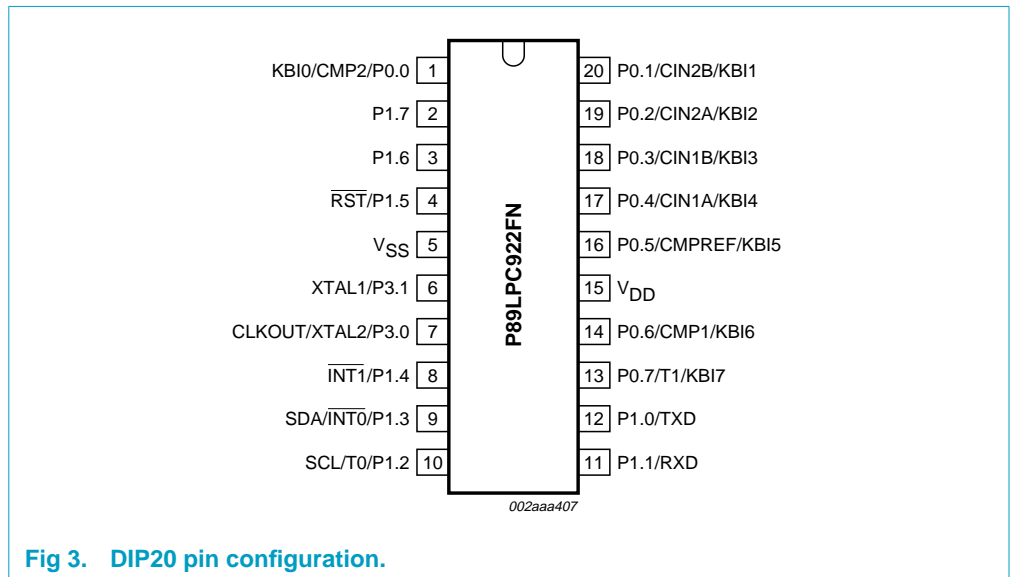 KBI0/CMP2/P0.0 1 20 P0.1/CIN2B/KBI1
P1.7 2 19 P0.2/CIN2A/KBI2
P1.6 3 18 P0.3/CIN1B/KBI3
R̅S̅T̅/P1.5 4 17 P0.4/CIN1A/KBI4
VSS 5 16 P0.5/CMPREF/KBI5
XTAL1/P3.1 6 15 VDD
CLKOUT/XTAL2/P3.0 7 14 P0.6/CMP1/KBI6
I̅N̅T̅1̅/P1.4 8 13 P0.7/T1/KBI7
SDA/I̅N̅T̅0̅/P1.3 9 12 P1.0/TXD
SCL/T0/P1.2 10 11 P1.1/RXD
P89LPC922FN
002aaa407
Fig 3. DIP20 pin configuration.